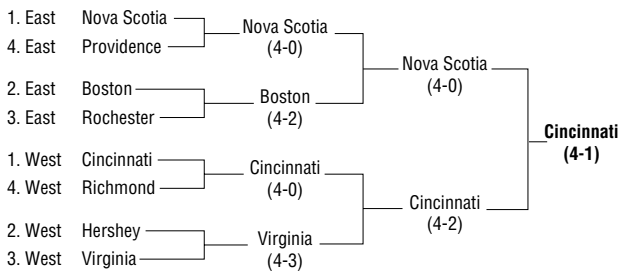 1. East Nova Scotia
4. East Providence
2. East Boston
3. East Rochester
1. West Cincinnati
4. West Richmond
2. West Hershey
3. West Virginia
Nova Scotia
(4-0)
Boston
(4-2)
Cincinnati
(4-0)
Virginia
(4-3)
Nova Scotia
(4-0)
Cincinnati
(4-2)
Cincinnati
(4-1)